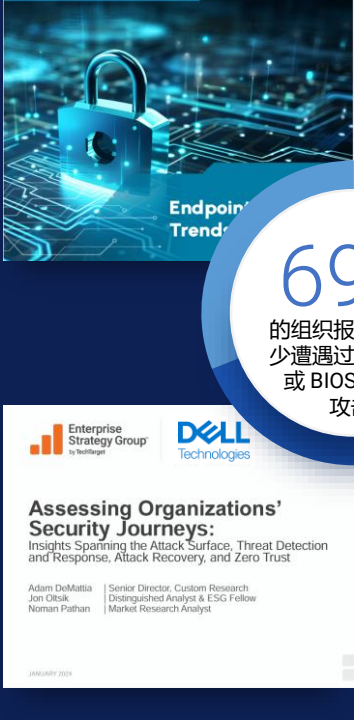 Endpoint
Trends
69
的组织报
少遭遇过
或 BIOS
攻击
Enterprise
Strategy Group
by TechTarget
DELL
Technologies
Assessing Organizations’
Security Journeys:
Insights Spanning the Attack Surface, Threat Detection
and Response, Attack Recovery, and Zero Trust
Adam DeMattia | Senior Director, Custom Research
Jon Oltsik | Distinguished Analyst & ESG Fellow
Noman Pathan | Market Research Analyst
JANUARY 2024